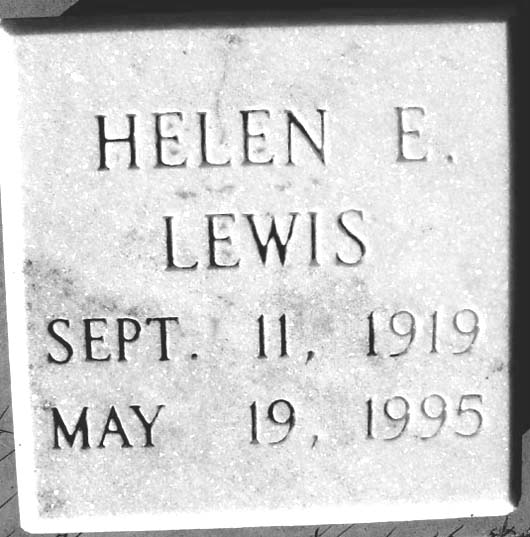 HELEN E.
LEWIS
SEPT. 11, 1919
MAY 19, 1995